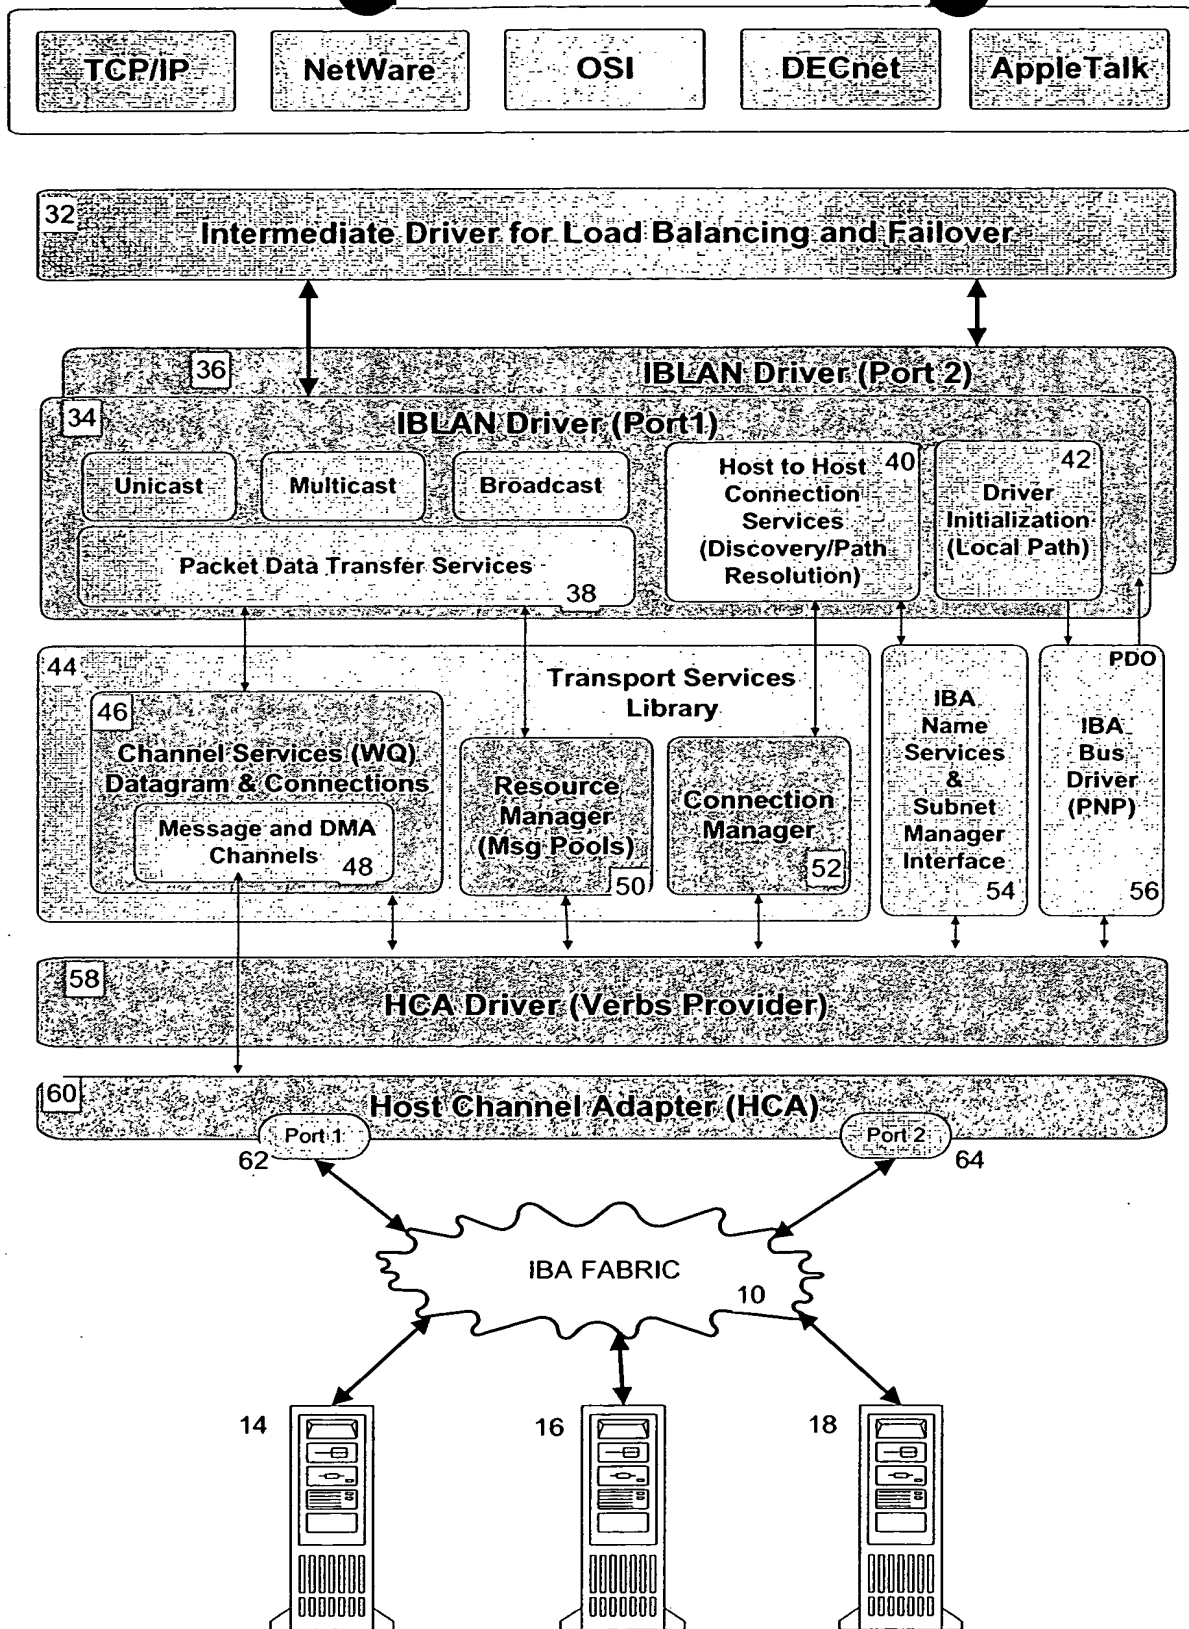 TCP/IP
NetWare
OSI
DECnet
AppleTalk
32
Intermediate Driver for Load Balancing and Failover
36
IBLAN Driver (Port 2)
34
IBLAN Driver (Port1)
Unicast
Multicast
Broadcast
Packet Data Transfer Services
38
Host to Host
40
Connection
Services
(Discovery/Path
Resolution)
42
Driver
Initialization
(Local Path)
44
Transport Services
Library
46
Channel Services (WQ)
Datagram & Connections
Message and DMA
Channels
48
Resource
Manager
(Msg Pools)
50
Connection
Manager
52
IBA
Name
Services
&
Subnet
Manager
Interface
54
PDO
IBA
Bus
Driver
(PNP)
56
58
HCA Driver (Verbs Provider)
60
Host Channel Adapter (HCA)
Port 1
62
Port 2
64
IBA FABRIC
10
14
16
18